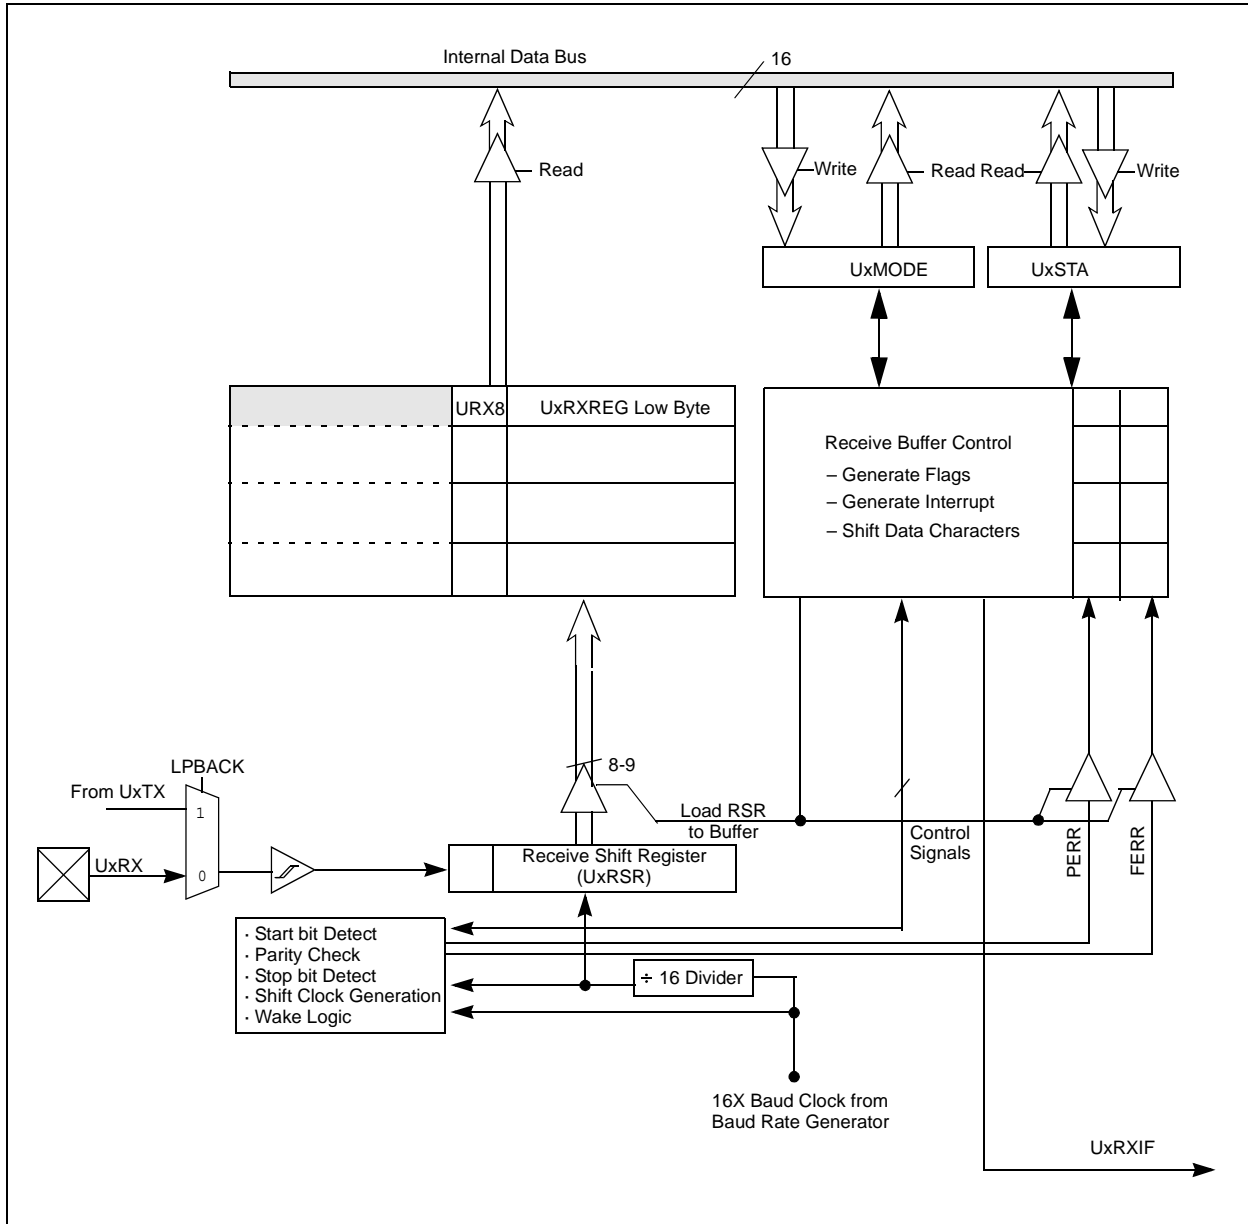 Internal Data Bus
16
Read
Write
Read Read
Write
UxMODE
UxSTA
URX8
UxRXREG Low Byte
Receive Buffer Control
– Generate Flags
– Generate Interrupt
– Shift Data Characters
LPBACK
From UxTX
1
UxRX
0
8-9
Load RSR
to Buffer
Control
Signals
PERR
FERR
Receive Shift Register
(UxRSR)
· Start bit Detect
· Parity Check
· Stop bit Detect
· Shift Clock Generation
· Wake Logic
÷ 16 Divider
16X Baud Clock from
Baud Rate Generator
UxRXIF